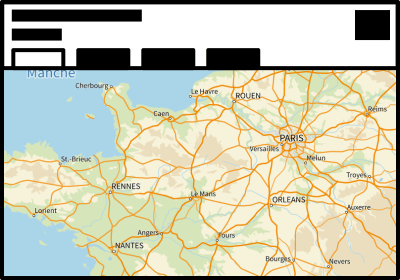 Manche
Cherbourg
Le Havre
ROUEN
Caen
Reims
PARIS
Versailles
St.-Brieuc
Melun
Troyes
RENNES
Le Mans
ORLEANS
Lorient
Auxerre
Angers
Tours
NANTES
Bourges
Nevers